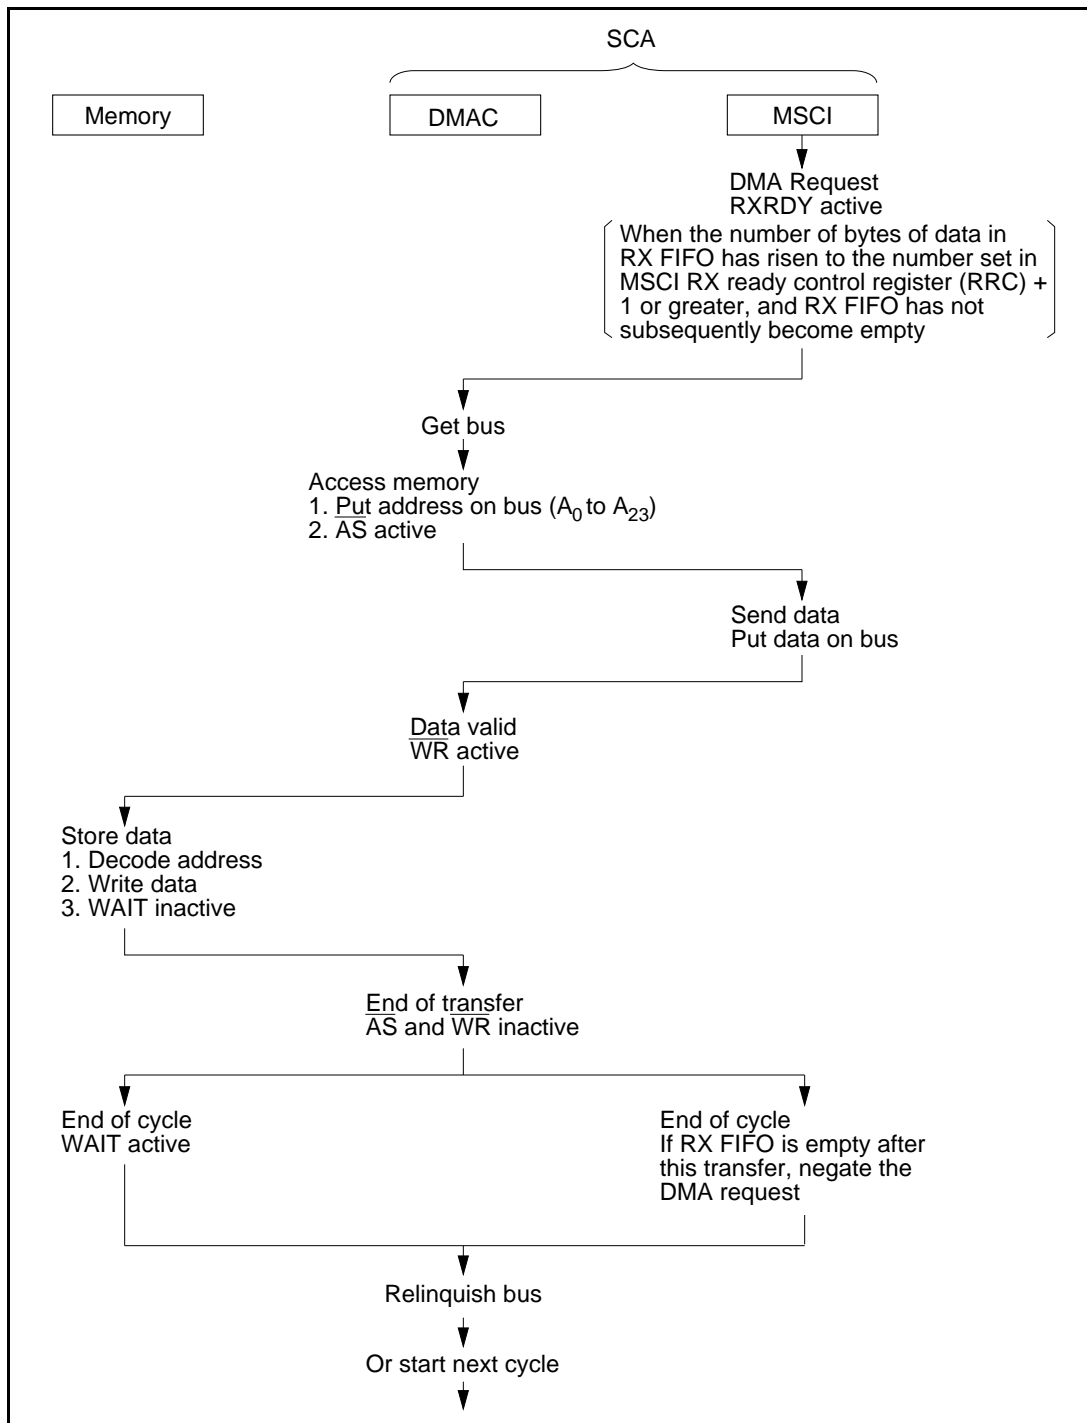 SCA
Memory
DMAC
MSCI
DMA Request
RXRDY active
When the number of bytes of data in
RX FIFO has risen to the number set in
MSCI RX ready control register (RRC) +
1 or greater, and RX FIFO has not
subsequently become empty
Get bus
Access memory
1. Put address on bus (A₀ to A₂₃)
2. A̅S̅ active
Send data
Put data on bus
Data valid
W̅R̅ active
Store data
1. Decode address
2. Write data
3. WAIT inactive
End of transfer
A̅S̅ and W̅R̅ inactive
End of cycle
WAIT active
End of cycle
If RX FIFO is empty after
this transfer, negate the
DMA request
Relinquish bus
Or start next cycle